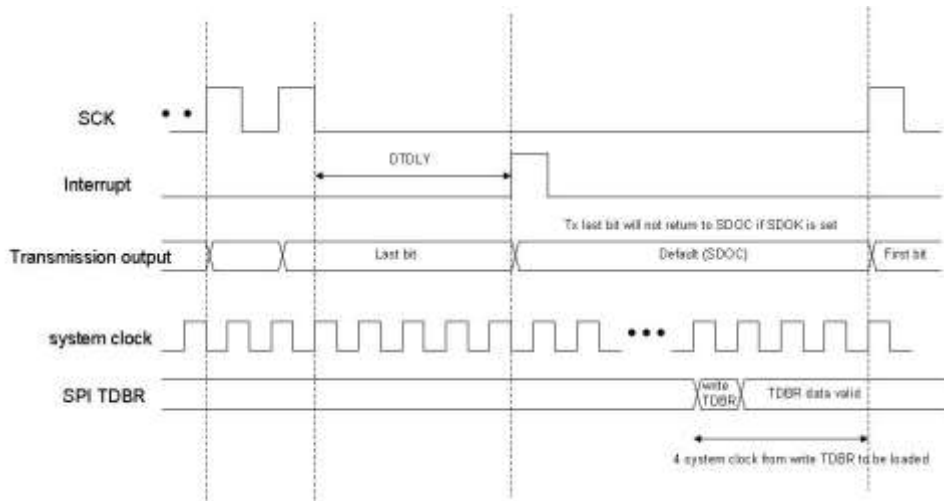 SCK
DTDLY
Interrupt
Tx last bit will not return to SDOC if SDOK is set
Transmission output
Last bit
Default (SDOC)
First bit
system clock
SPI TDBR
write
TDBR
TDBR data valid
4 system clock from write TDBR to be loaded